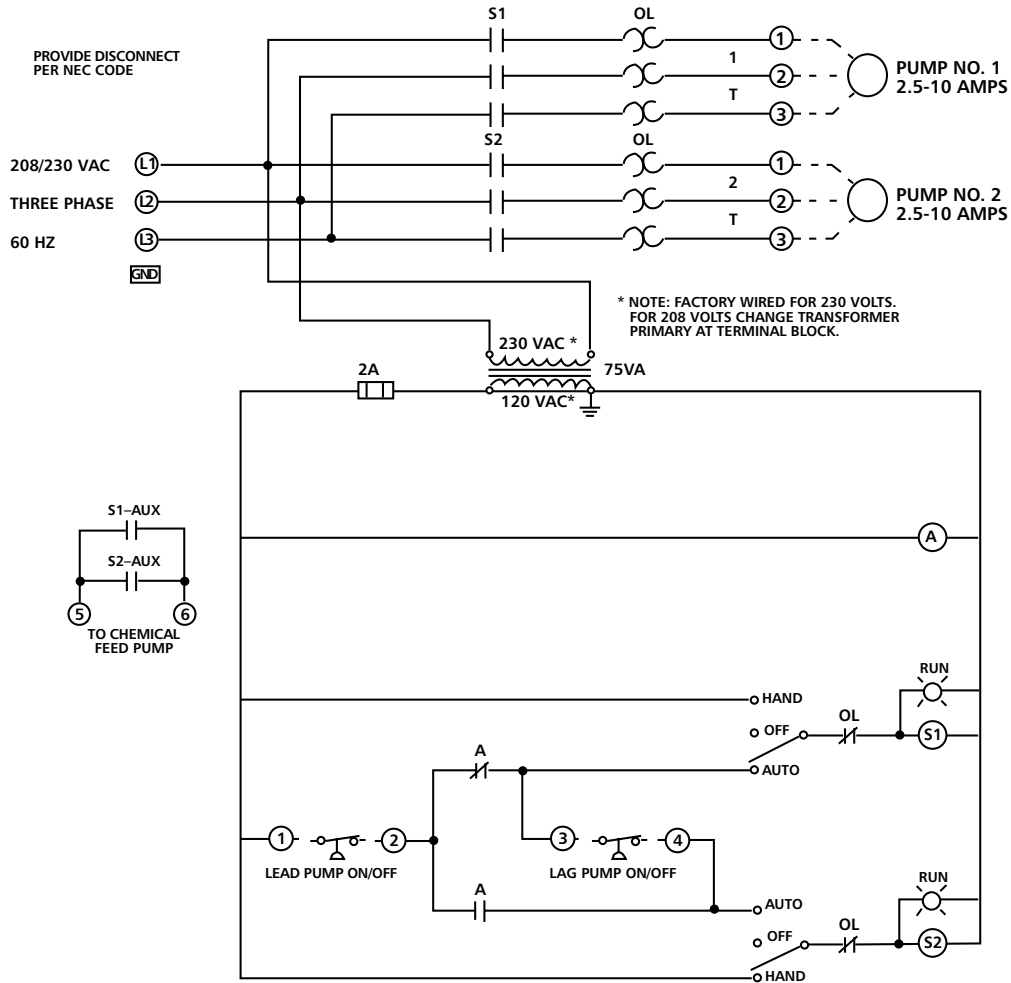 S1
OL
PROVIDE DISCONNECT
PER NEC CODE
1
1
2
T
3
PUMP NO. 1
2.5-10 AMPS
S2
OL
208/230 VAC
L1
1
2
THREE PHASE
L2
2
T
60 HZ
L3
3
PUMP NO. 2
2.5-10 AMPS
GND
* NOTE: FACTORY WIRED FOR 230 VOLTS.
FOR 208 VOLTS CHANGE TRANSFORMER
PRIMARY AT TERMINAL BLOCK.
230 VAC *
2A
75VA
120 VAC*
S1–AUX
A
S2–AUX
5
6
TO CHEMICAL
FEED PUMP
RUN
HAND
OL
OFF
S1
A
AUTO
1
2
3
4
LEAD PUMP ON/OFF
LAG PUMP ON/OFF
RUN
A
AUTO
OL
OFF
S2
HAND